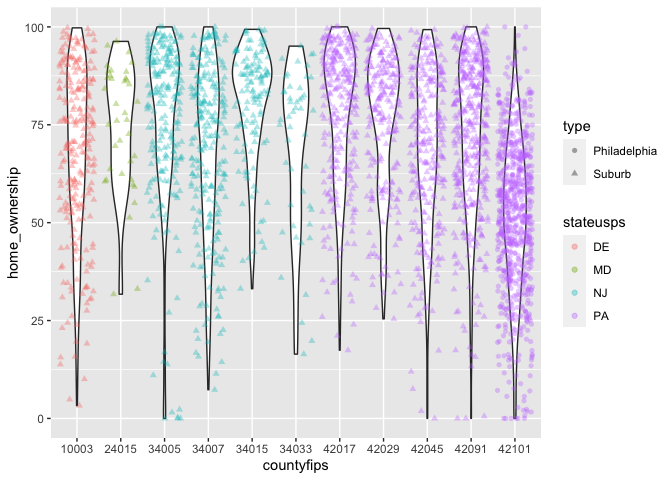 home_ownership
100
75
50
25
0
10003 24015 34005 34007 34015 34033 42017 42029 42045 42091 42101
countyfips
type
Philadelphia
Suburb
stateusps
DE
MD
NJ
PA